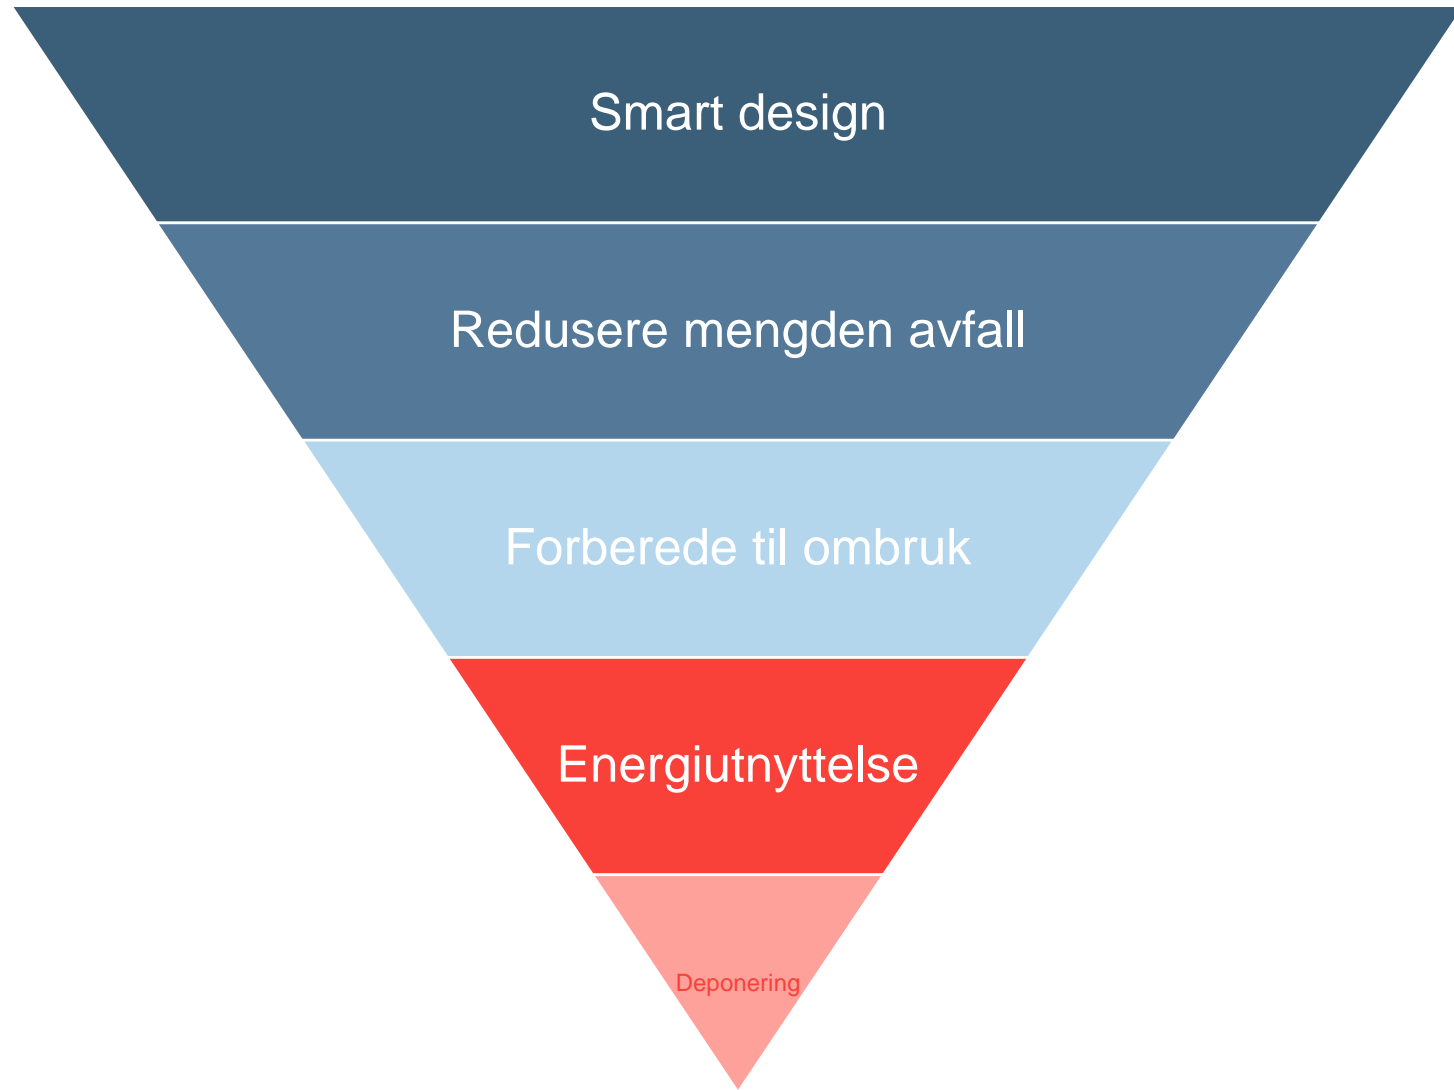 Smart design
Redusere mengden avfall
Forberede til ombruk
Energiutnyttelse
Deponering